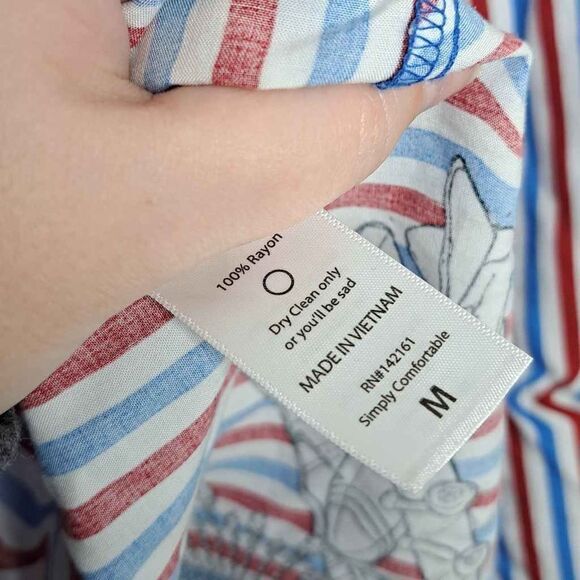 100% Rayon
Dry Clean only
or you'll be sad
MADE IN VIETNAM
RN#142161
Simply Comfortable
M